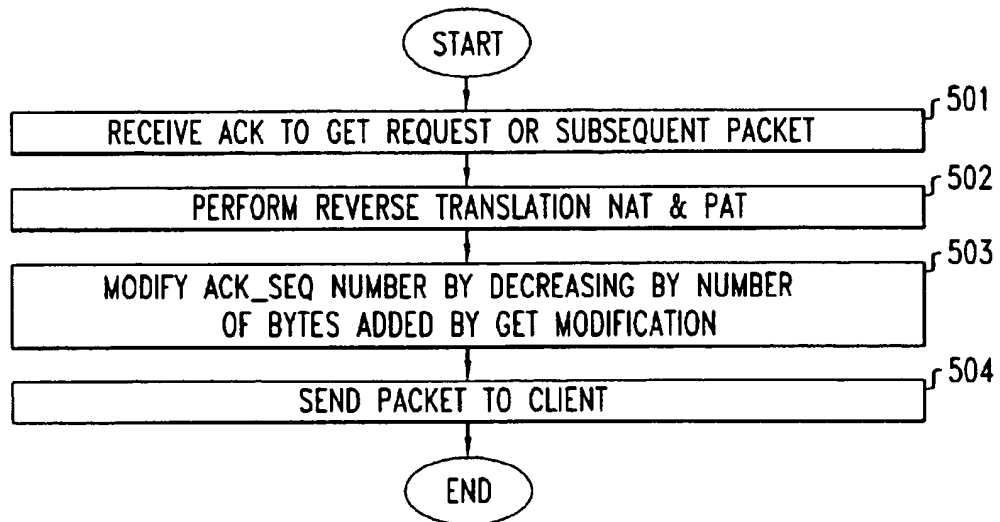 START
501
RECEIVE ACK TO GET REQUEST OR SUBSEQUENT PACKET
502
PERFORM REVERSE TRANSLATION NAT & PAT
503
MODIFY ACK_SEQ NUMBER BY DECREASING BY NUMBER
OF BYTES ADDED BY GET MODIFICATION
504
SEND PACKET TO CLIENT
END